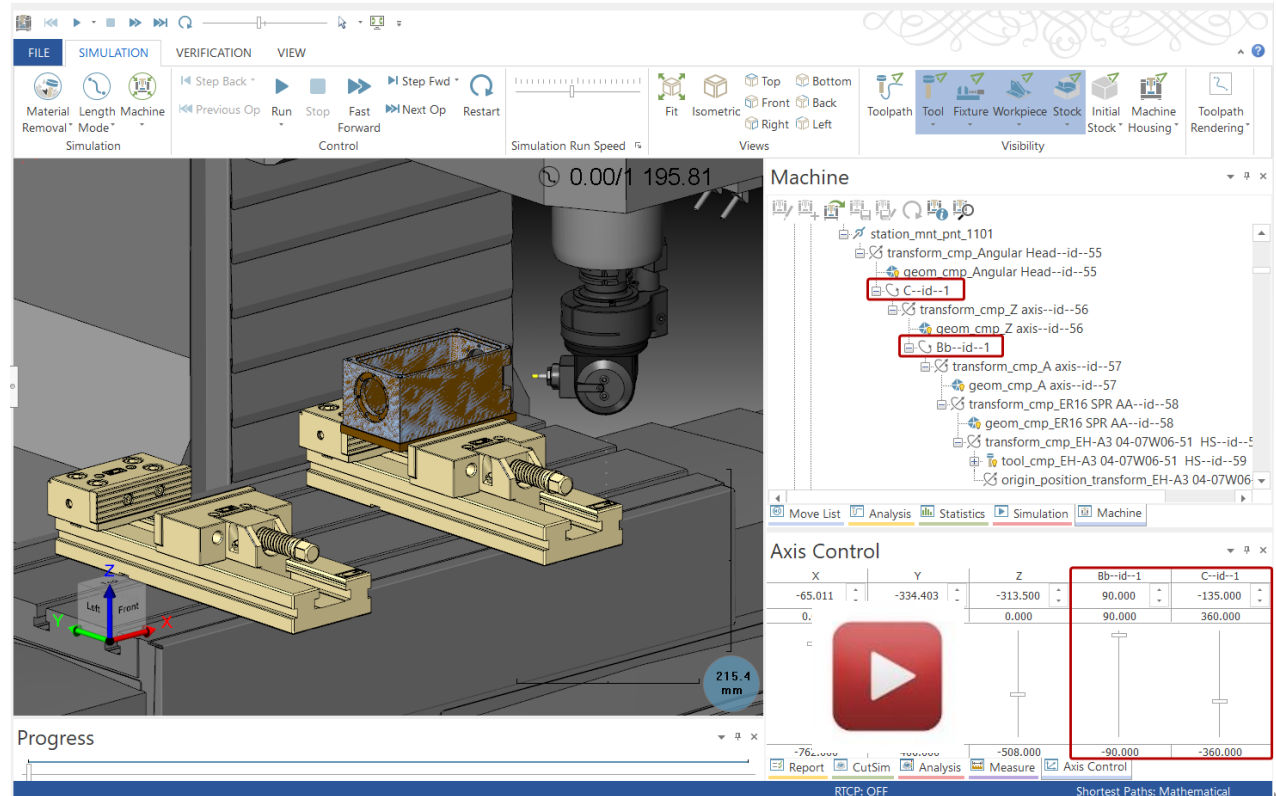 FILE SIMULATION VERIFICATION VIEW
Step Back Step Fwd Top Bottom
Previous Op Next Op Front Back
Right Left
Material Removal Length Mode Machine Run Stop Fast Forward Restart Fit Isometric Toolpath Tool Fixture Workpiece Stock Initial Stock Machine Housing Toolpath Rendering
Simulation Control Simulation Run Speed Views Visibility
0.00/1 195.81
215.4
mm
Z
Left Front
Y X
Progress
Machine
station_mnt_pnt_1101
transform_cmp_Angular Head--id--55
geom_cmp_Angular Head--id--55
C--id--1
transform_cmp_Z axis--id--56
geom_cmp_Z axis--id--56
Bb--id--1
transform_cmp_A axis--id--57
geom_cmp_A axis--id--57
transform_cmp_ER16 SPR AA--id--58
geom_cmp_ER16 SPR AA--id--58
transform_cmp_EH-A3 04-07W06-51 HS--id--5
tool_cmp_EH-A3 04-07W06-51 HS--id--59
origin_position_transform_EH-A3 04-07W06-
Move List Analysis Statistics Simulation Machine
Axis Control
X Y Z Bb--id--1 C--id--1
-65.011 -334.403 -313.500 90.000 -135.000
0. 0.000 90.000 360.000
-762.000 -508.000 -90.000 -360.000
Report CutSim Analysis Measure Axis Control
RTCP: OFF Shortest Paths: Mathematical